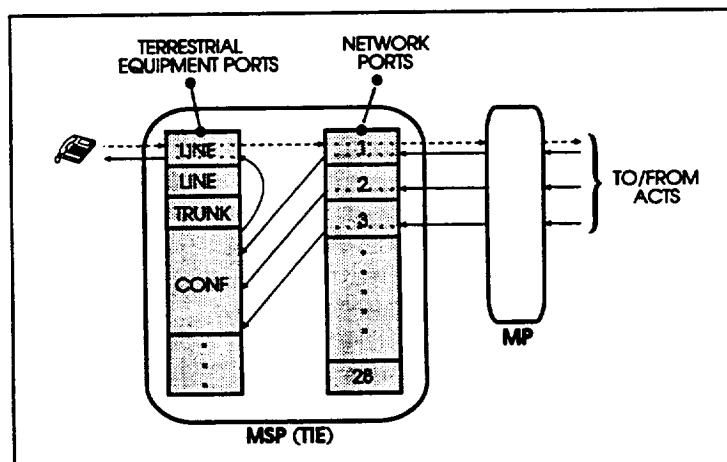 TERRESTRIAL
EQUIPMENT PORTS
NETWORK
PORTS
LINE
LINE
TRUNK
CONF
1
2
3
28
TO/FROM
ACTS
MP
MSP (TIE)